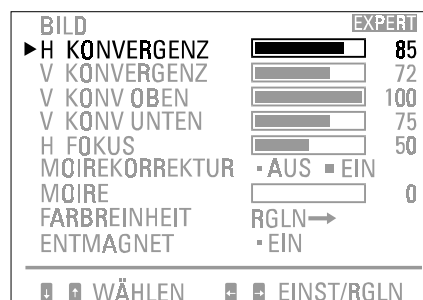 BILD EXPERT
►H KONVERGENZ 85
V KONVERGENZ 72
V KONV OBEN 100
V KONV UNTEN 75
H FOKUS 50
MOIREKORREKTUR ▪AUS ■EIN
MOIRE 0
FARBREINHEIT RGLN→
ENTMAGNET ▪EIN
↓ ↑ WÄHLEN ← → EINST/RGLN